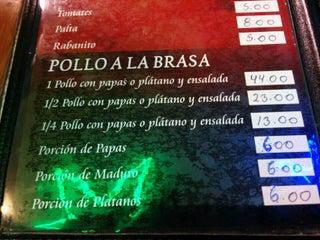 Tomates 5.00
Palta 8.00
Rabanito 5.00
POLLO A LA BRASA
1 Pollo con papas o plátano y ensalada 44.00
1/2 Pollo con papas o plátano y ensalada 23.00
1/4 Pollo con papas o plátano y ensalada 13.00
Porción de Papas 6.00
Porción de Maduro 6.00
Porción de Platanos 6.00